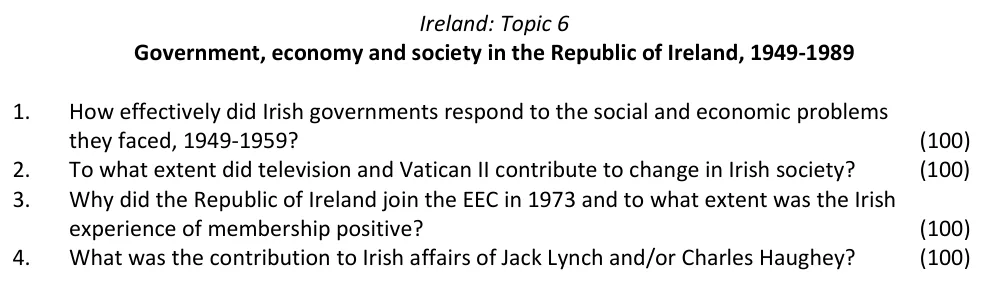 Ireland: Topic 6
Government, economy and society in the Republic of Ireland, 1949-1989
1. How effectively did Irish governments respond to the social and economic problems
they faced, 1949-1959? (100)
2. To what extent did television and Vatican II contribute to change in Irish society? (100)
3. Why did the Republic of Ireland join the EEC in 1973 and to what extent was the Irish
experience of membership positive? (100)
4. What was the contribution to Irish affairs of Jack Lynch and/or Charles Haughey? (100)